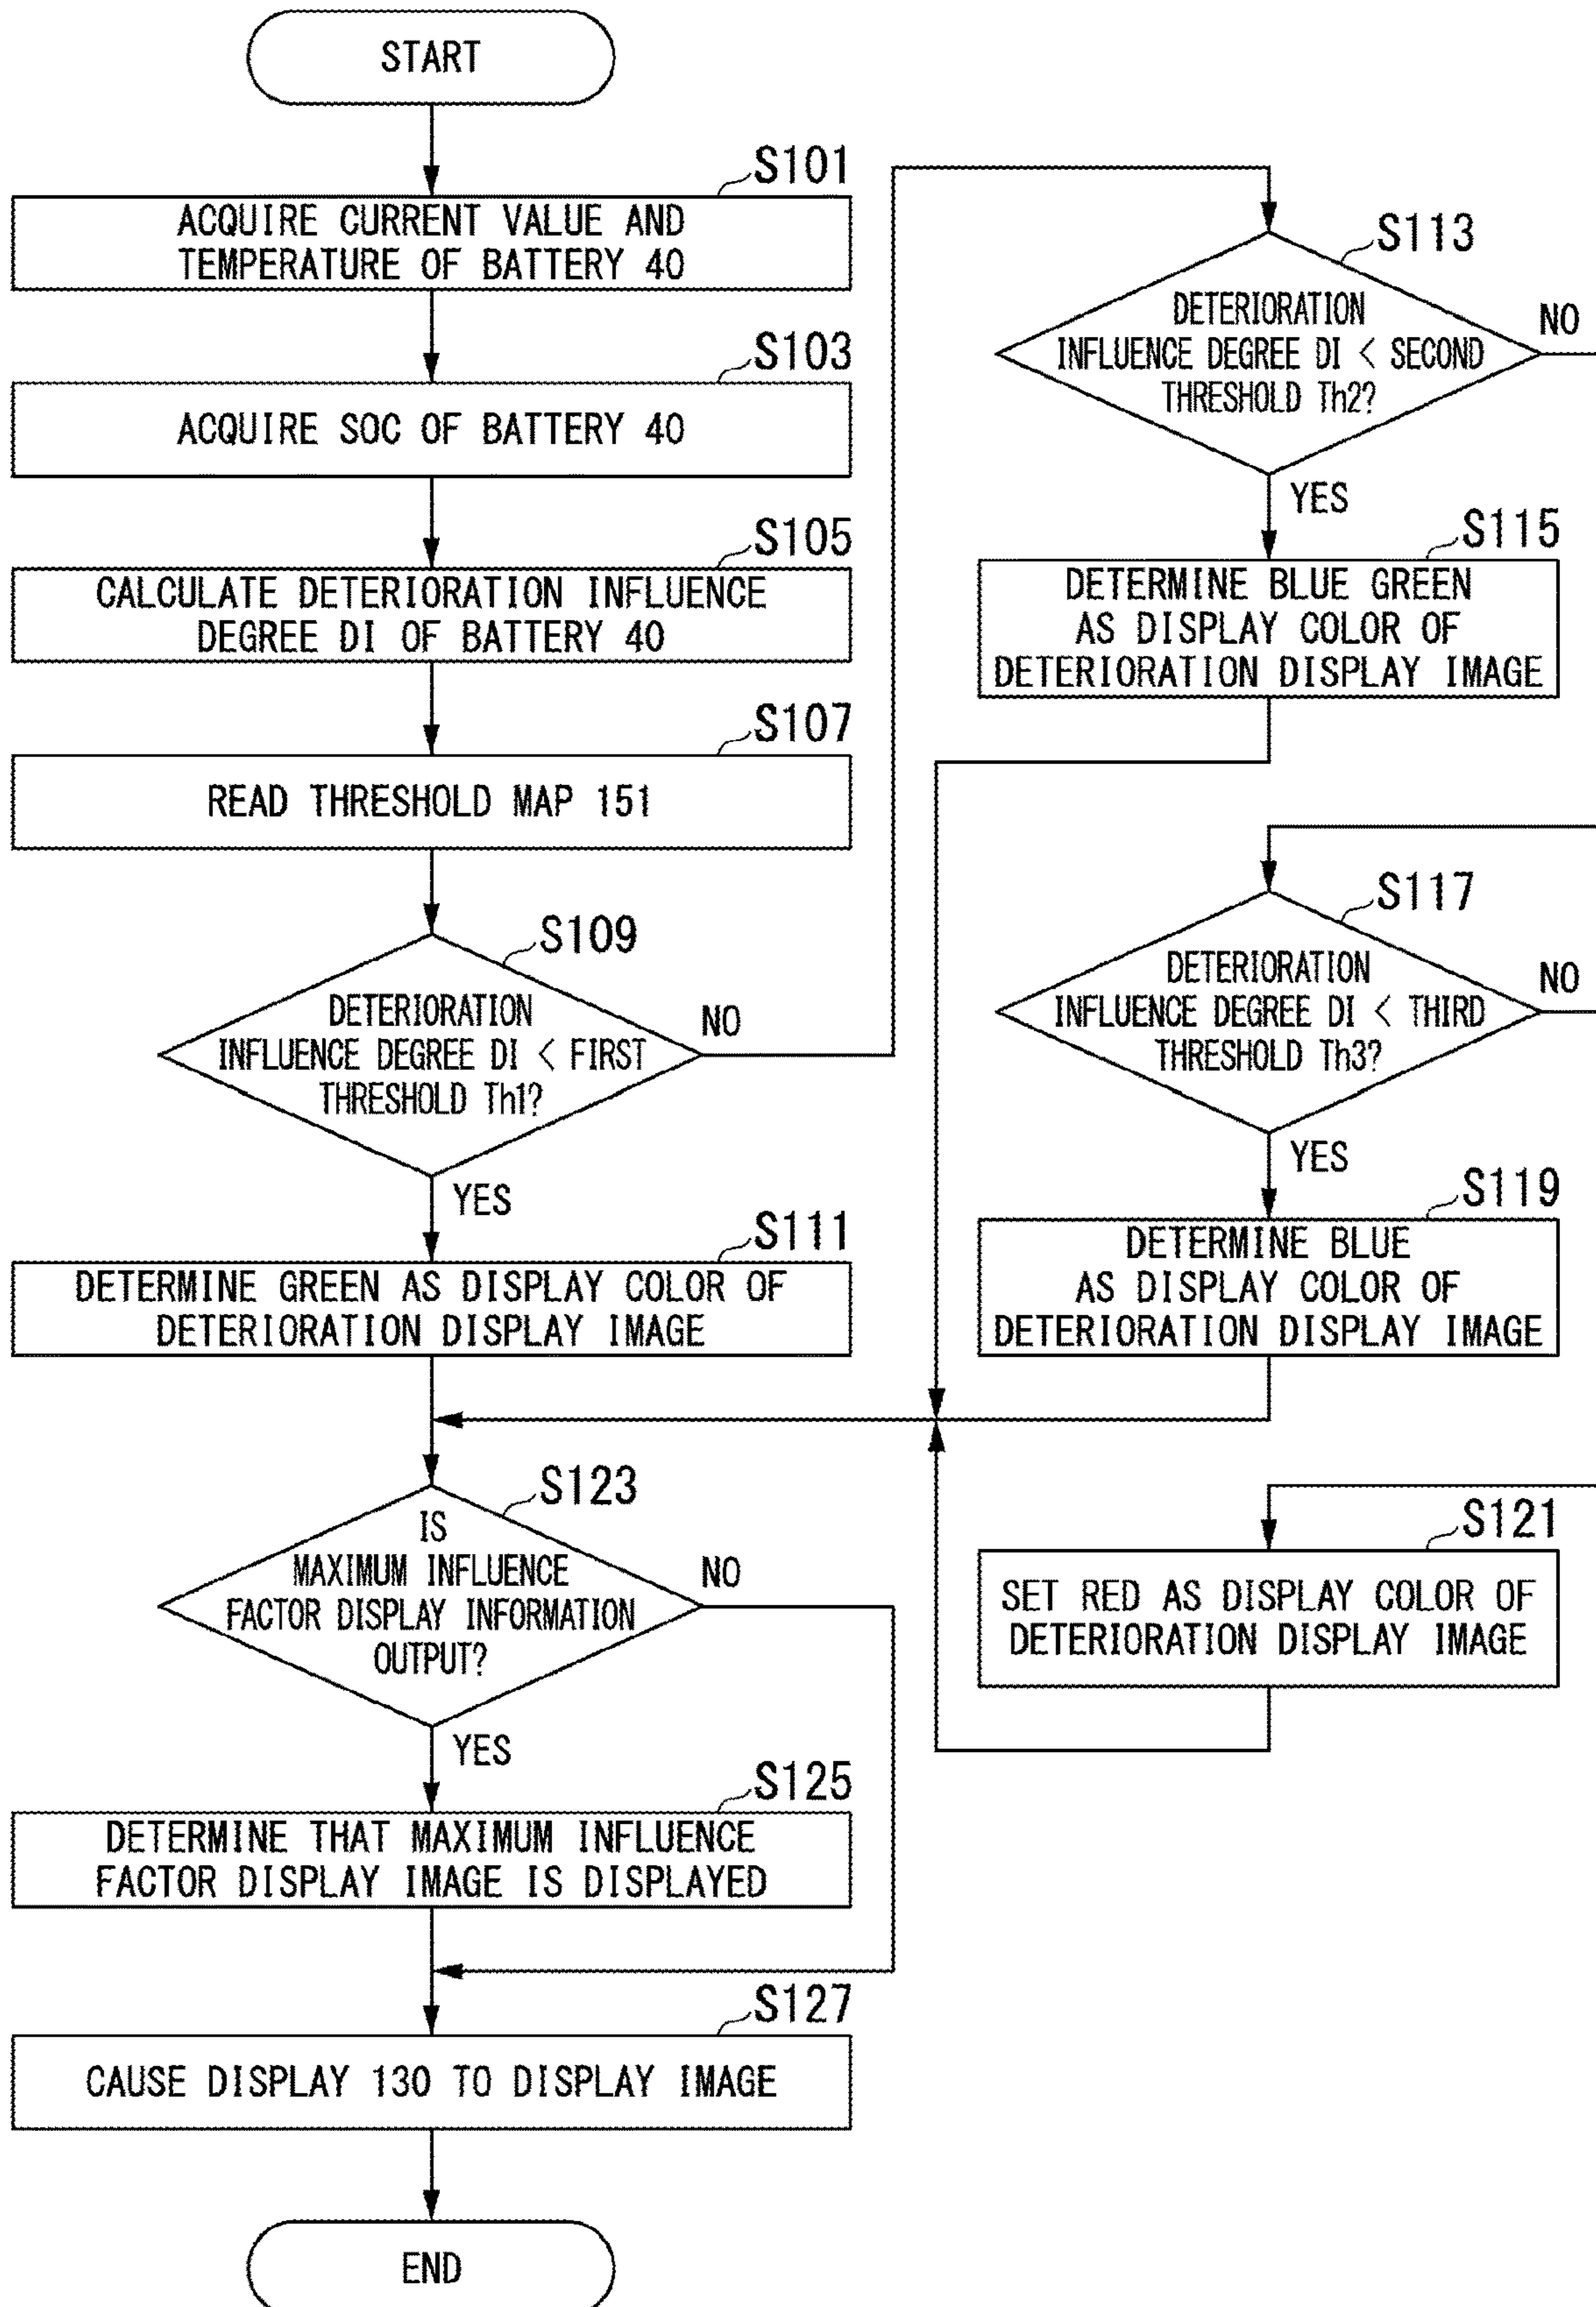 START
S101
ACQUIRE CURRENT VALUE AND
TEMPERATURE OF BATTERY 40
S103
ACQUIRE SOC OF BATTERY 40
S105
CALCULATE DETERIORATION INFLUENCE
DEGREE DI OF BATTERY 40
S107
READ THRESHOLD MAP 151
S109
DETERIORATION
INFLUENCE DEGREE DI < FIRST
THRESHOLD Th1?
NO
YES
S111
DETERMINE GREEN AS DISPLAY COLOR OF
DETERIORATION DISPLAY IMAGE
S113
DETERIORATION
INFLUENCE DEGREE DI < SECOND
THRESHOLD Th2?
NO
YES
S115
DETERMINE BLUE GREEN
AS DISPLAY COLOR OF
DETERIORATION DISPLAY IMAGE
S117
DETERIORATION
INFLUENCE DEGREE DI < THIRD
THRESHOLD Th3?
NO
YES
S119
DETERMINE BLUE
AS DISPLAY COLOR OF
DETERIORATION DISPLAY IMAGE
S121
SET RED AS DISPLAY COLOR OF
DETERIORATION DISPLAY IMAGE
S123
IS
MAXIMUM INFLUENCE
FACTOR DISPLAY INFORMATION
OUTPUT?
NO
YES
S125
DETERMINE THAT MAXIMUM INFLUENCE
FACTOR DISPLAY IMAGE IS DISPLAYED
S127
CAUSE DISPLAY 130 TO DISPLAY IMAGE
END